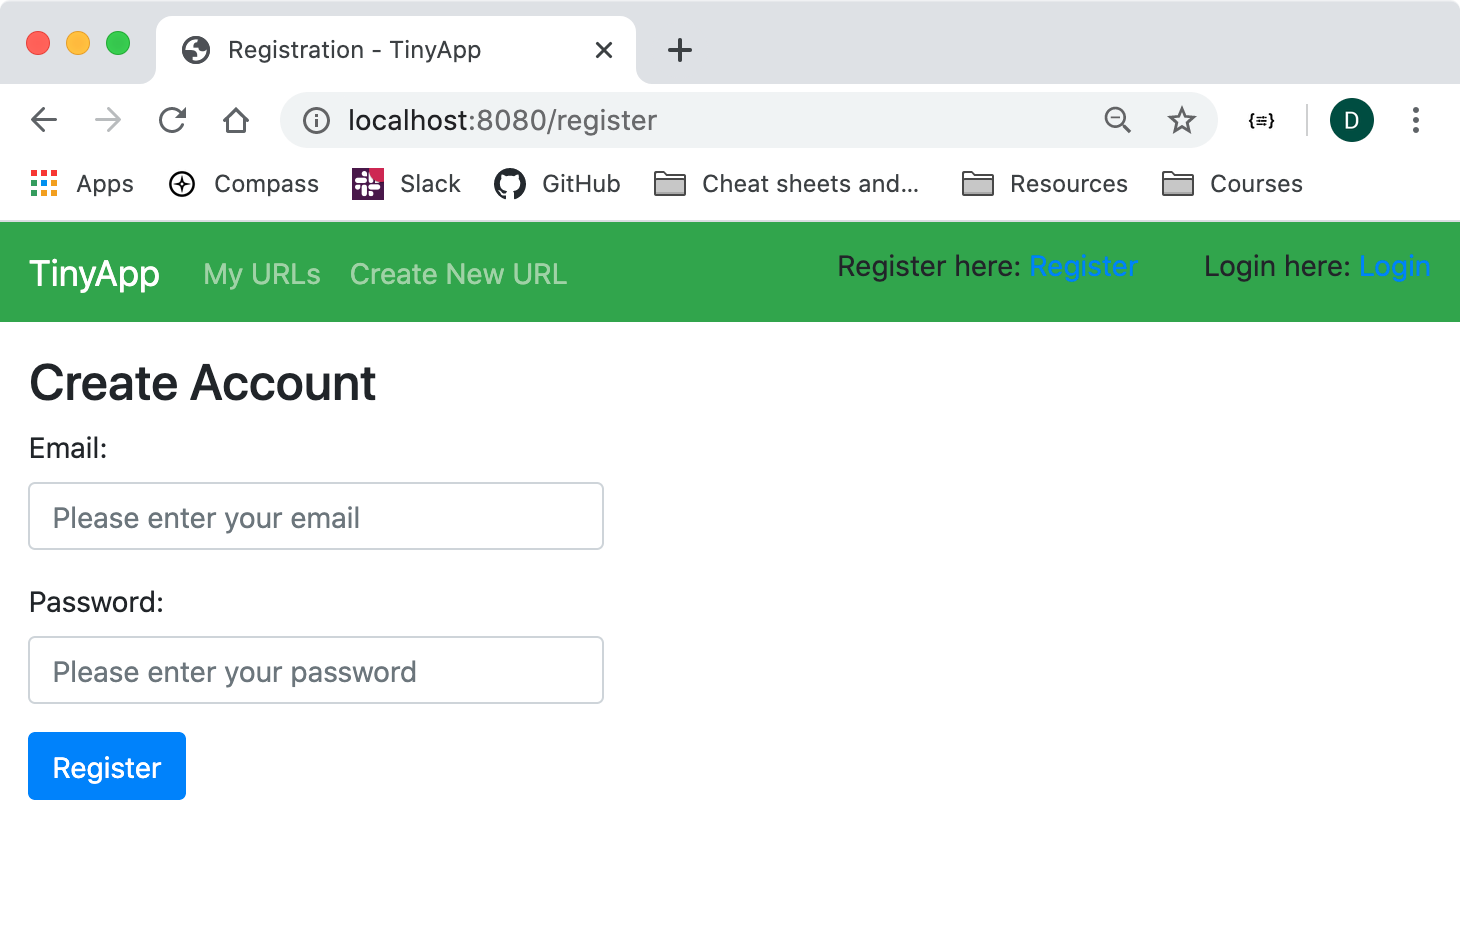 Registration - TinyApp
localhost:8080/register
D
Apps Compass Slack GitHub Cheat sheets and... Resources Courses
TinyApp My URLs Create New URL Register here: Register Login here: Login
Create Account
Email:
Please enter your email
Password:
Please enter your password
Register